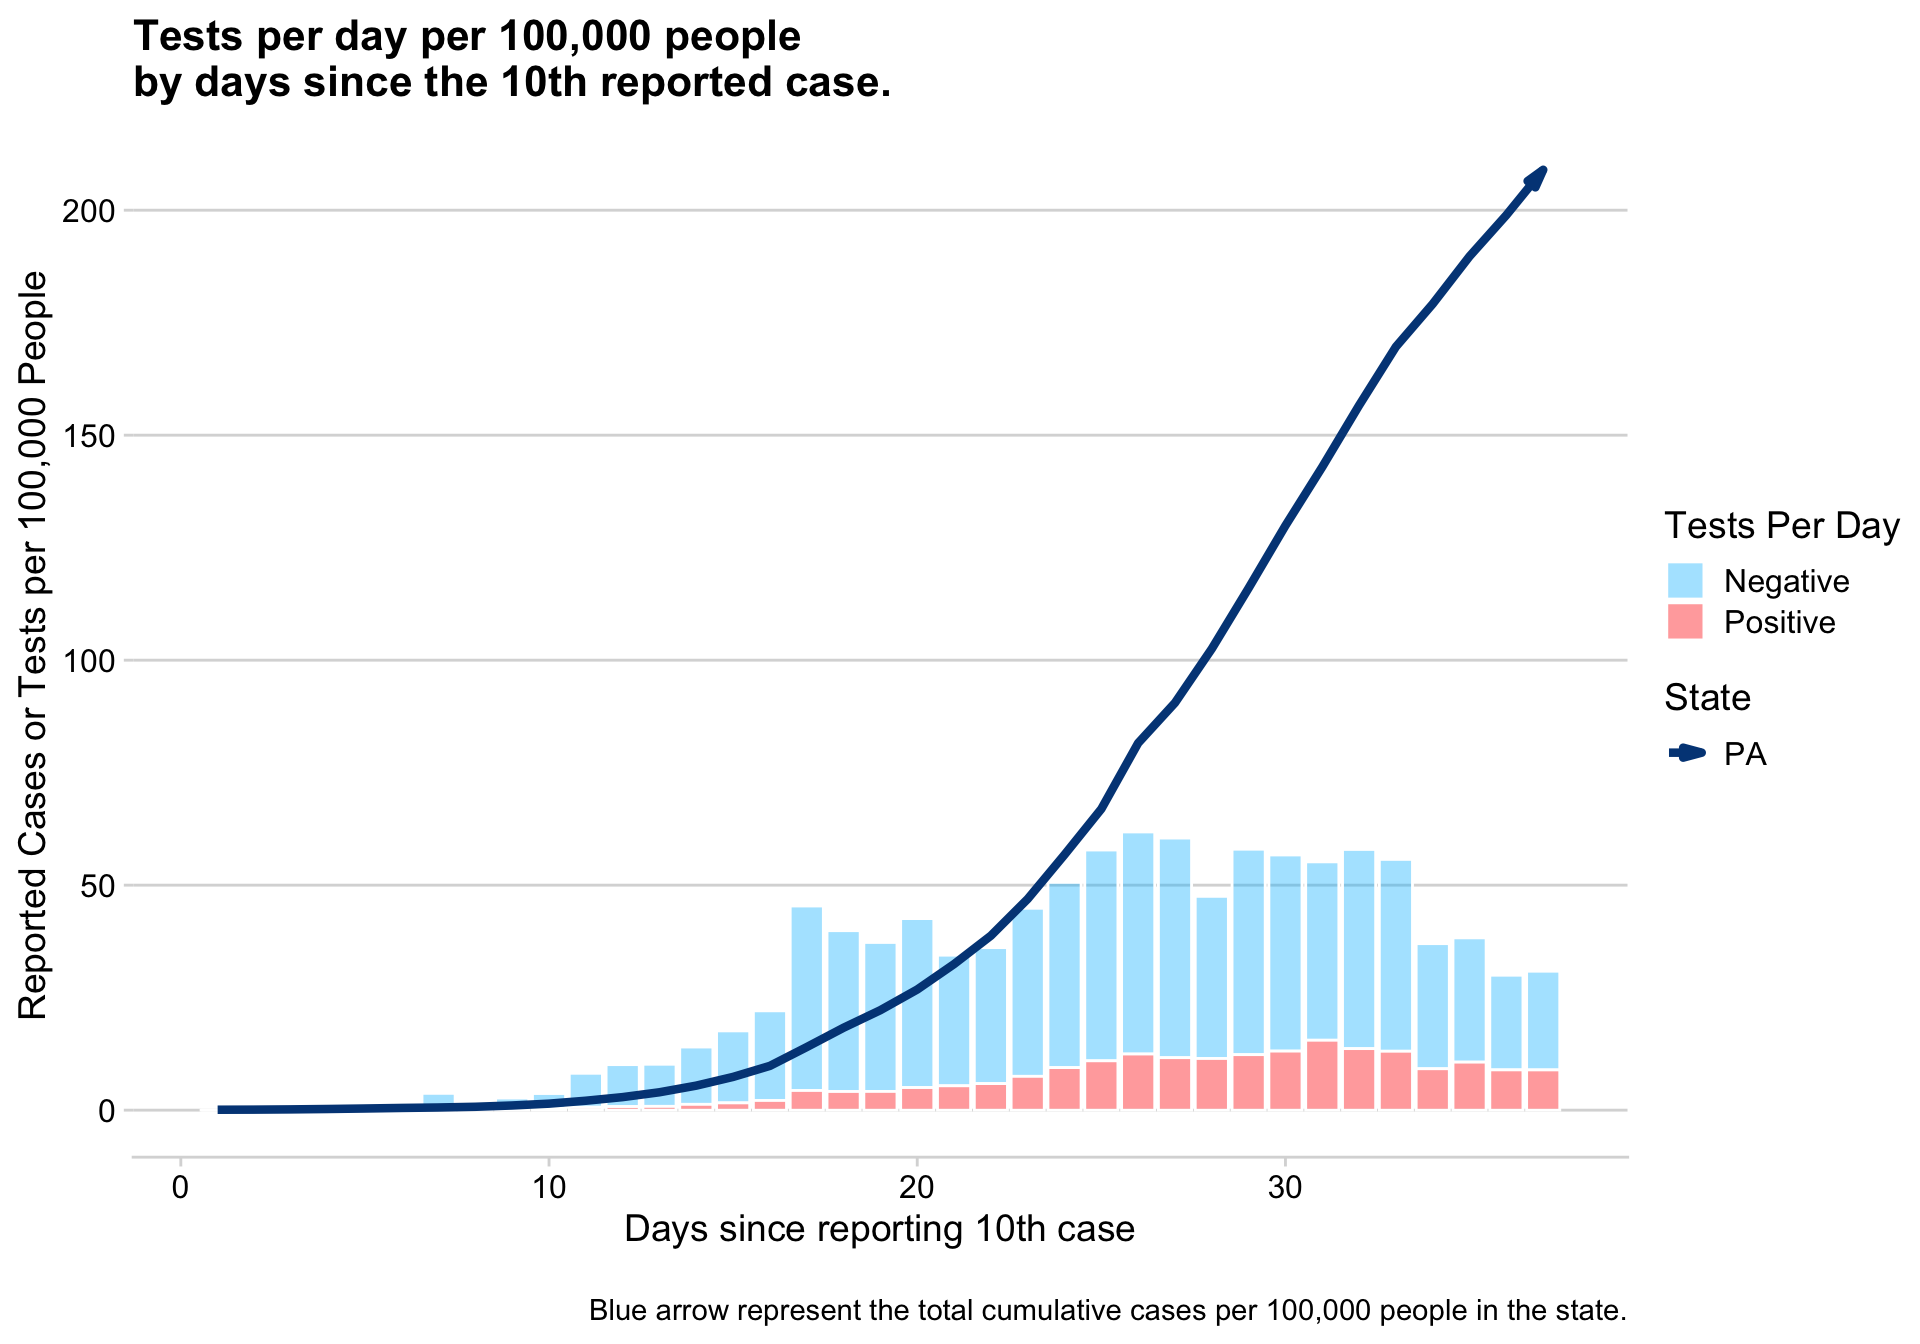 Tests per day per 100,000 people
by days since the 10th reported case.
Reported Cases or Tests per 100,000 People
200
150
100
50
0
0
10
20
30
Days since reporting 10th case
Tests Per Day
Negative
Positive
State
PA
Blue arrow represent the total cumulative cases per 100,000 people in the state.